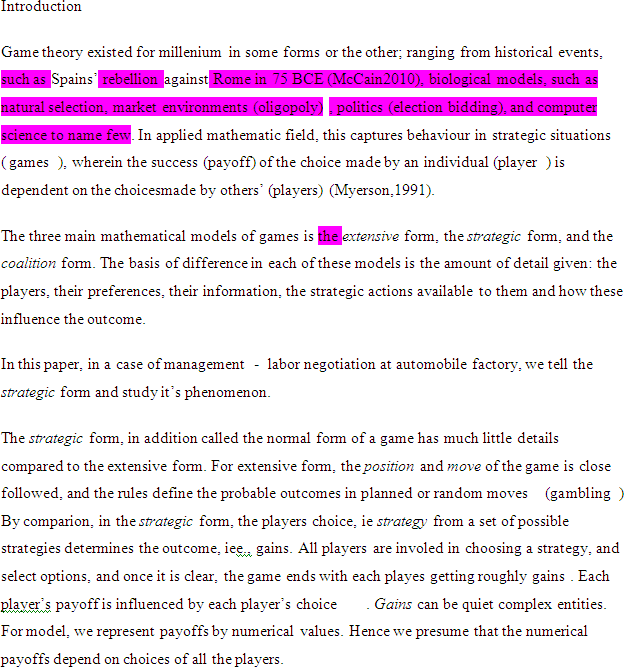 Introduction
Game theory existed for millenium in some forms or the other; ranging from historical events,
such as Spains’ rebellion against Rome in 75 BCE (McCain2010), biological models, such as
natural selection, market environments (oligopoly) , politics (election bidding), and computer
science to name few. In applied mathematic field, this captures behaviour in strategic situations
( games ), wherein the success (payoff) of the choice made by an individual (player ) is
dependent on the choicesmade by others’ (players) (Myerson,1991).
The three main mathematical models of games is the extensive form, the strategic form, and the
coalition form. The basis of difference in each of these models is the amount of detail given: the
players, their preferences, their information, the strategic actions available to them and how these
influence the outcome.
In this paper, in a case of management - labor negotiation at automobile factory, we tell the
strategic form and study it’s phenomenon.
The strategic form, in addition called the normal form of a game has much little details
compared to the extensive form. For extensive form, the position and move of the game is close
followed, and the rules define the probable outcomes in planned or random moves (gambling )
By comparion, in the strategic form, the players choice, ie strategy from a set of possible
strategies determines the outcome, iee,, gains. All players are involed in choosing a strategy, and
select options, and once it is clear, the game ends with each playes getting roughly gains . Each
player’s payoff is influenced by each player’s choice . Gains can be quiet complex entities.
For model, we represent payoffs by numerical values. Hence we presume that the numerical
payoffs depend on choices of all the players.